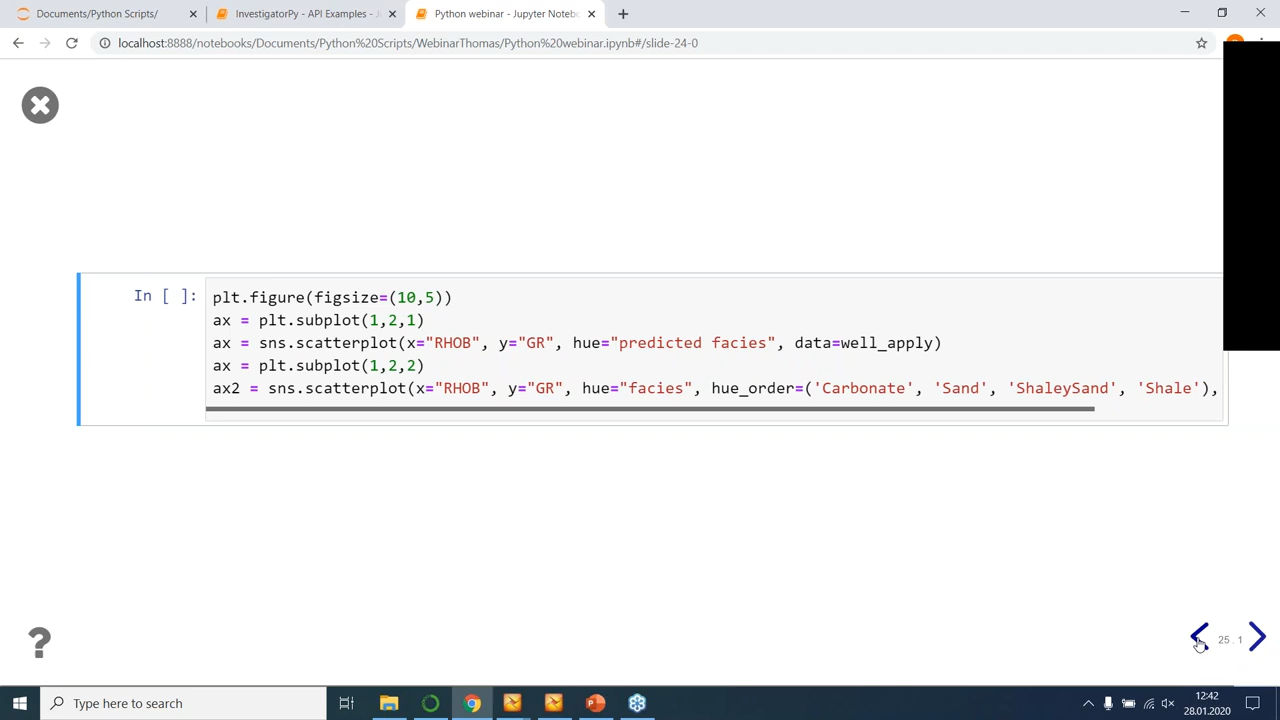 Documents/Python Scripts/
InvestigatorPy - API Examples - J
Python webinar - Jupyter Notebo
localhost:8888/notebooks/Documents/Python%20Scripts/WebinarThomas/Python%20webinar.ipynb#/slide-24-0
In [ ]:
plt.figure(figsize=(10,5))
ax = plt.subplot(1,2,1)
ax = sns.scatterplot(x="RHOB", y="GR", hue="predicted facies", data=well_apply)
ax = plt.subplot(1,2,2)
ax2 = sns.scatterplot(x="RHOB", y="GR", hue="facies", hue_order=('Carbonate', 'Sand', 'ShaleySand', 'Shale'),
?
25.1
Type here to search
12:42
28.01.2020